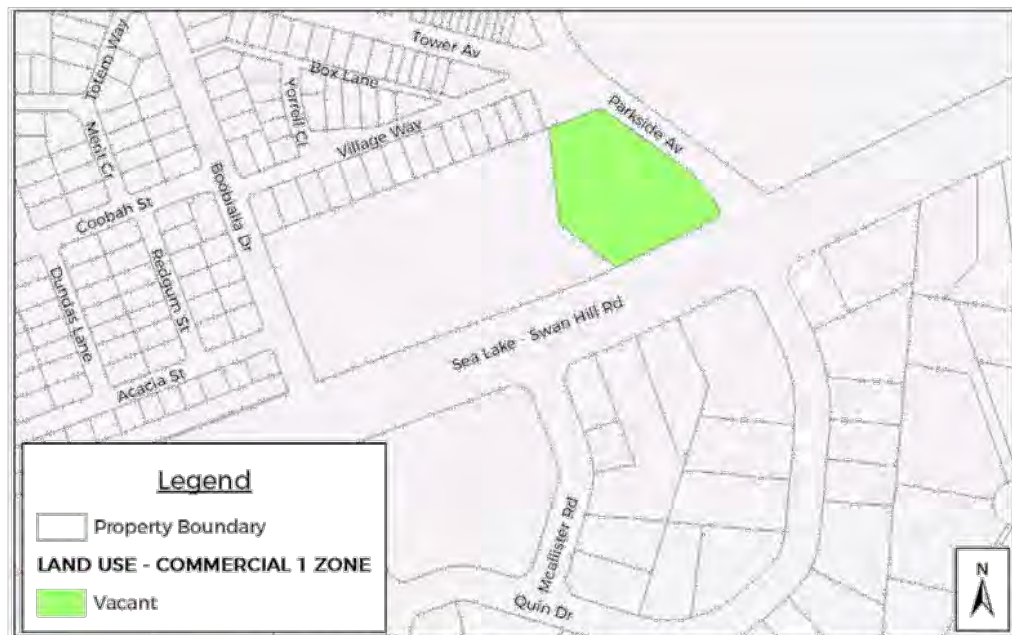 Tower Av
Totem Way
Box Lane
Yorrell Ct
Parkside Av
Merit Cr
Village Way
Boobialla Dr
Coobah St
Redgum St
Dundas Lane
Sea Lake - Swan Hill Rd
Acacia St
Mcallister Rd
Quin Dr
Legend
Property Boundary
LAND USE - COMMERCIAL 1 ZONE
Vacant
N